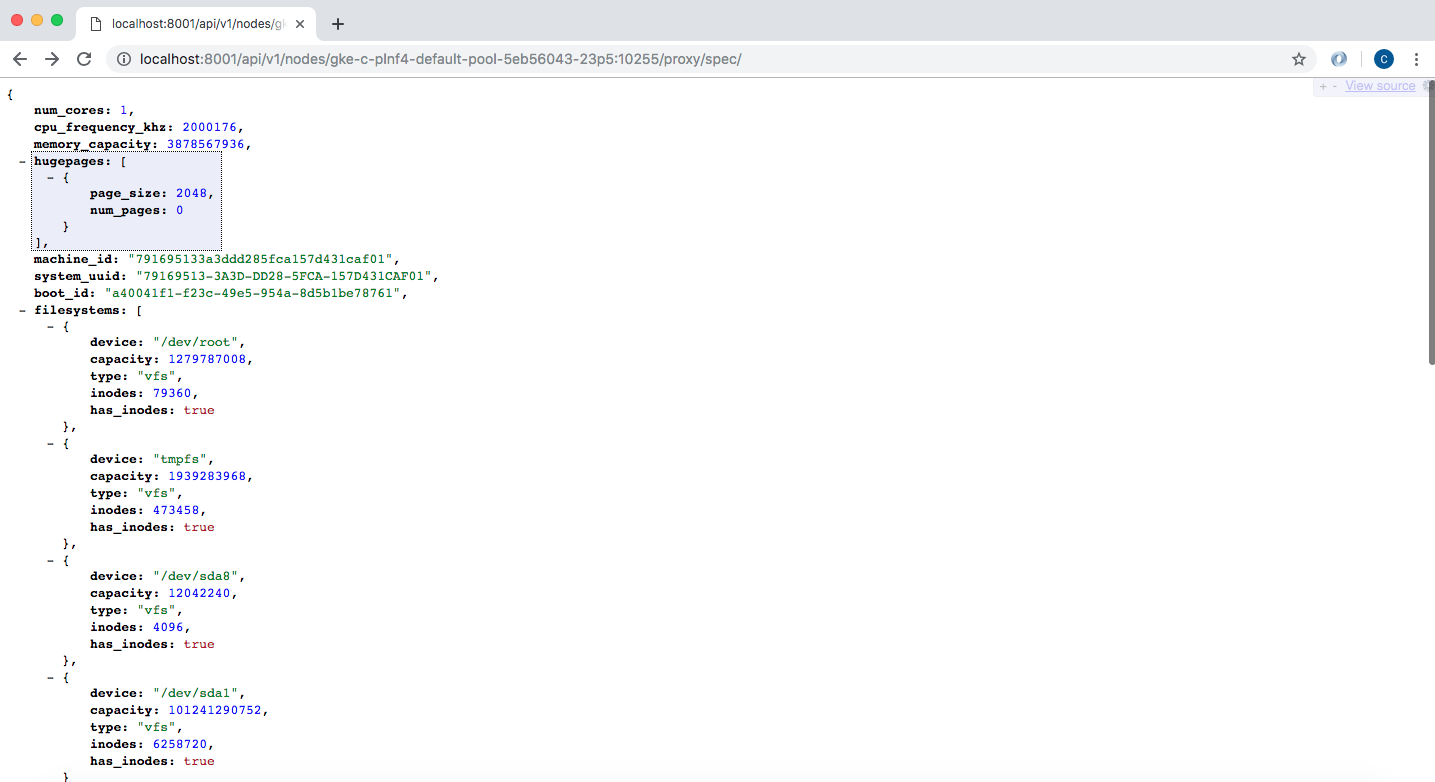 localhost:8001/api/v1/nodes/gk
localhost:8001/api/v1/nodes/gke-c-plnf4-default-pool-5eb56043-23p5:10255/proxy/spec/
C
+ - View source
{
num_cores: 1,
cpu_frequency_khz: 2000176,
memory_capacity: 3878567936,
- hugepages: [
- {
page_size: 2048,
num_pages: 0
}
],
machine_id: "791695133a3ddd285fca157d431caf01",
system_uuid: "79169513-3A3D-DD28-5FCA-157D431CAF01",
boot_id: "a40041f1-f23c-49e5-954a-8d5b1be78761",
- filesystems: [
- {
device: "/dev/root",
capacity: 1279787008,
type: "vfs",
inodes: 79360,
has_inodes: true
},
- {
device: "tmpfs",
capacity: 1939283968,
type: "vfs",
inodes: 473458,
has_inodes: true
},
- {
device: "/dev/sda8",
capacity: 12042240,
type: "vfs",
inodes: 4096,
has_inodes: true
},
- {
device: "/dev/sda1",
capacity: 101241290752,
type: "vfs",
inodes: 6258720,
has_inodes: true
}